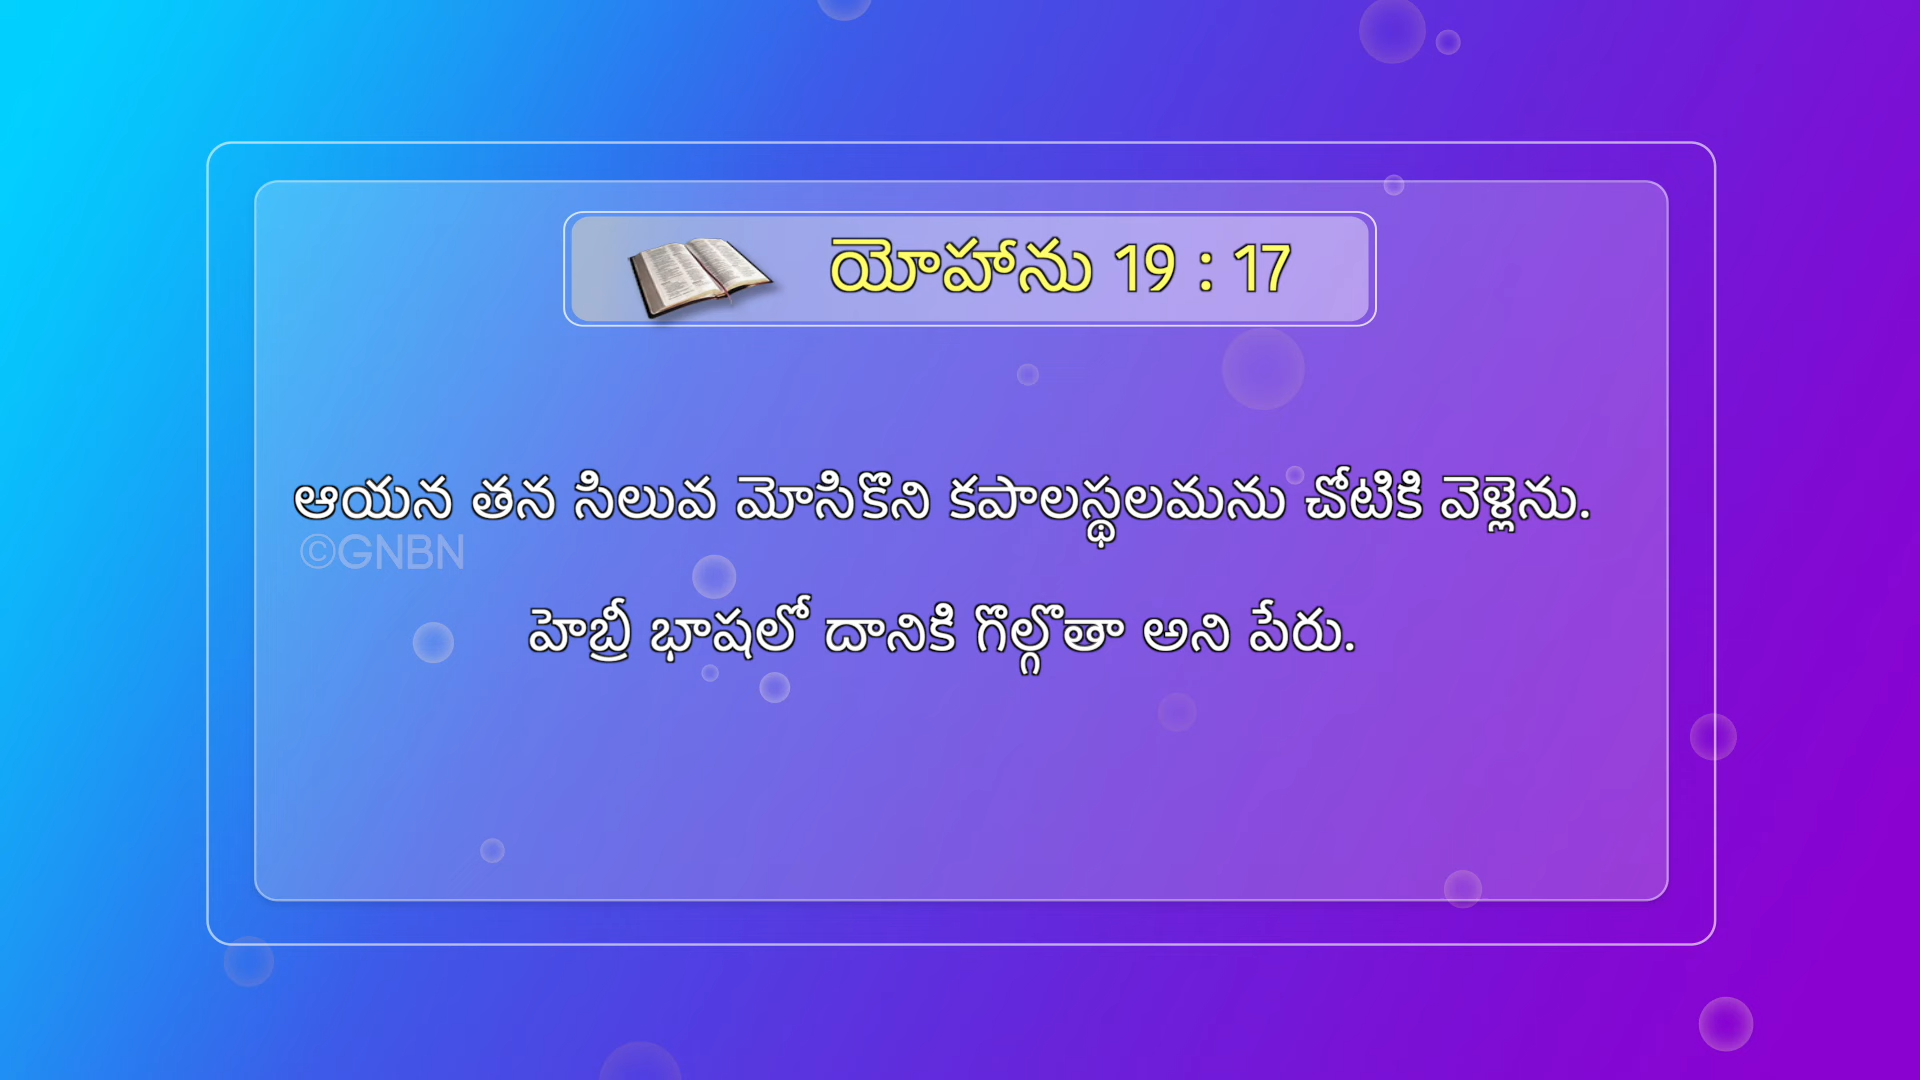 యోహాను 19 : 17
ఆయన తన సిలువ మోసికొని కపాలస్థలమను చోటికి వెళ్లెను.
©GNBN
హెబ్రీ భాషలో దానికి గొల్గొతా అని పేరు.